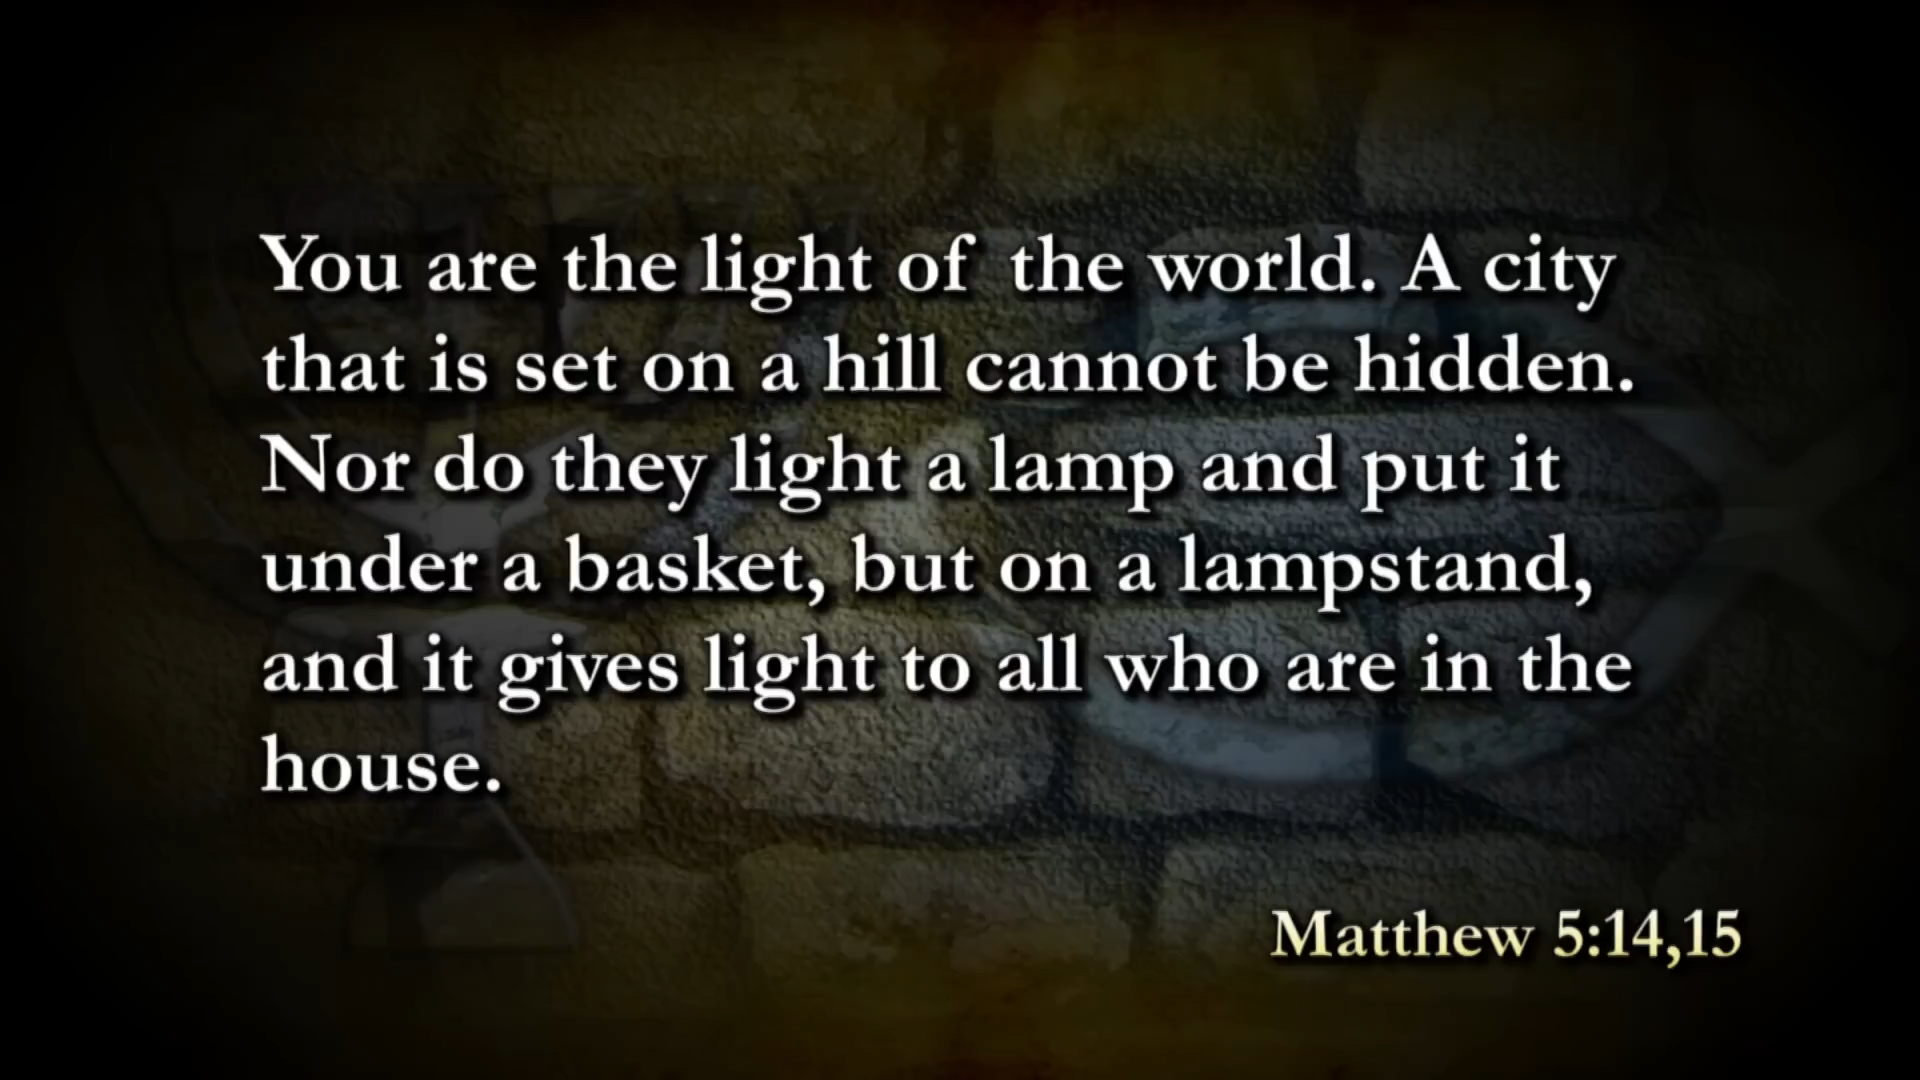 You are the light of the world. A city
that is set on a hill cannot be hidden.
Nor do they light a lamp and put it
under a basket, but on a lampstand,
and it gives light to all who are in the
house.
Matthew 5:14,15